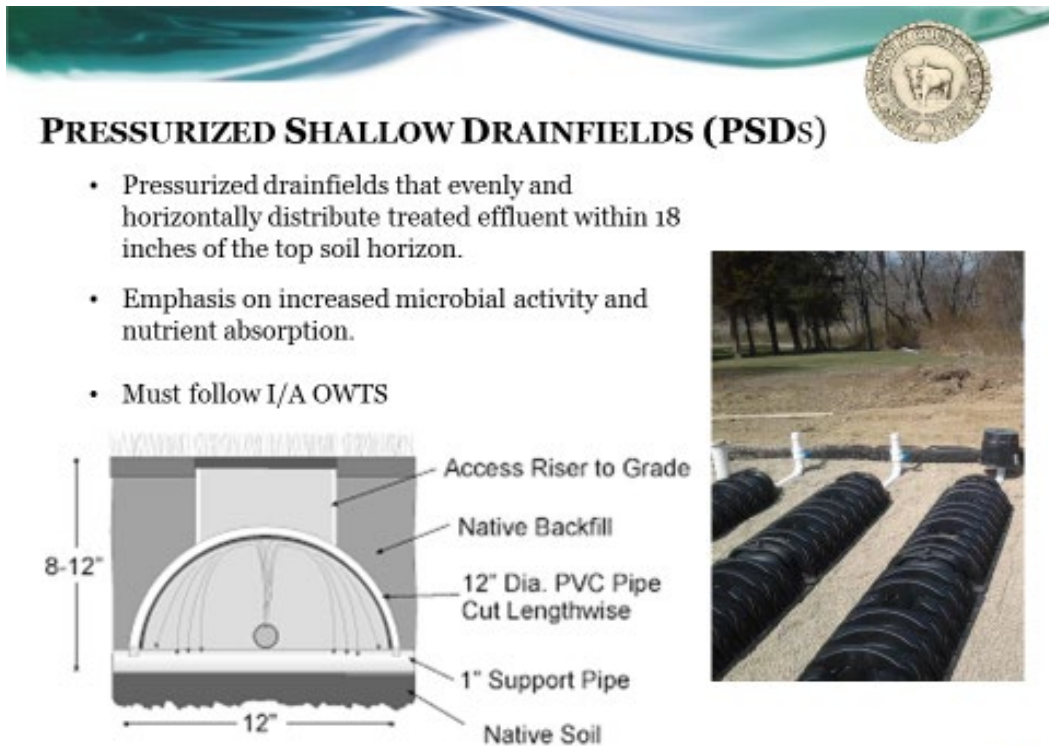 PRESSURIZED SHALLOW DRAINFIELDS (PSDS)
• Pressurized drainfields that evenly and
horizontally distribute treated effluent within 18
inches of the top soil horizon.
• Emphasis on increased microbial activity and
nutrient absorption.
• Must follow I/A OWTS
Access Riser to Grade
Native Backfill
8-12"
12" Dia. PVC Pipe
Cut Lengthwise
1" Support Pipe
12"
Native Soil